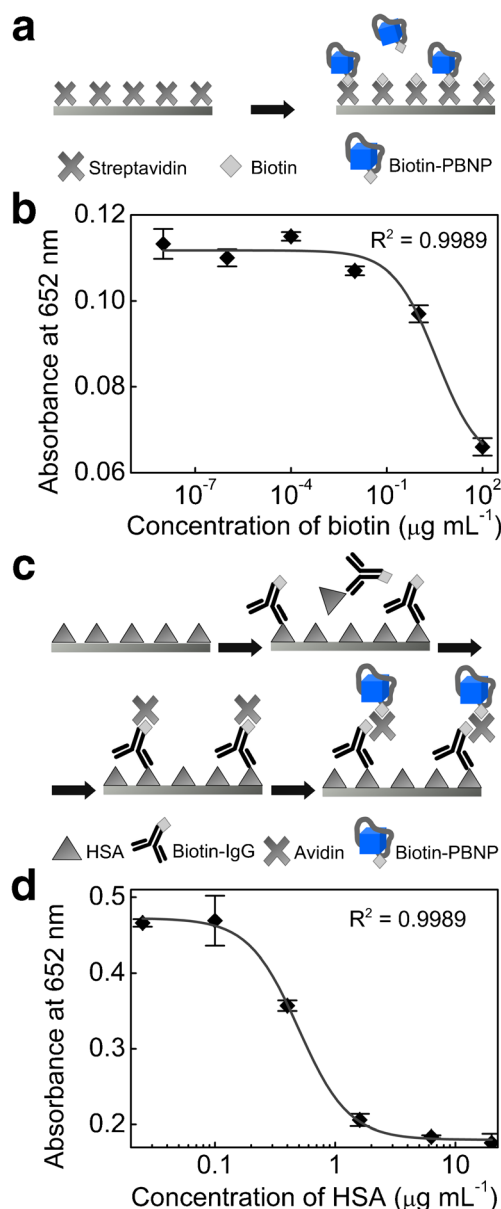 a
Streptavidin Biotin Biotin-PBNP
b
0.12
0.10
0.08
0.06
R² = 0.9989
Absorbance at 652 nm
10⁻⁷ 10⁻⁴ 10⁻¹ 10²
Concentration of biotin (μg mL⁻¹)
c
HSA Biotin-IgG Avidin Biotin-PBNP
d
0.5
0.4
0.3
0.2
R² = 0.9989
Absorbance at 652 nm
0.1 1 10
Concentration of HSA (μg mL⁻¹)